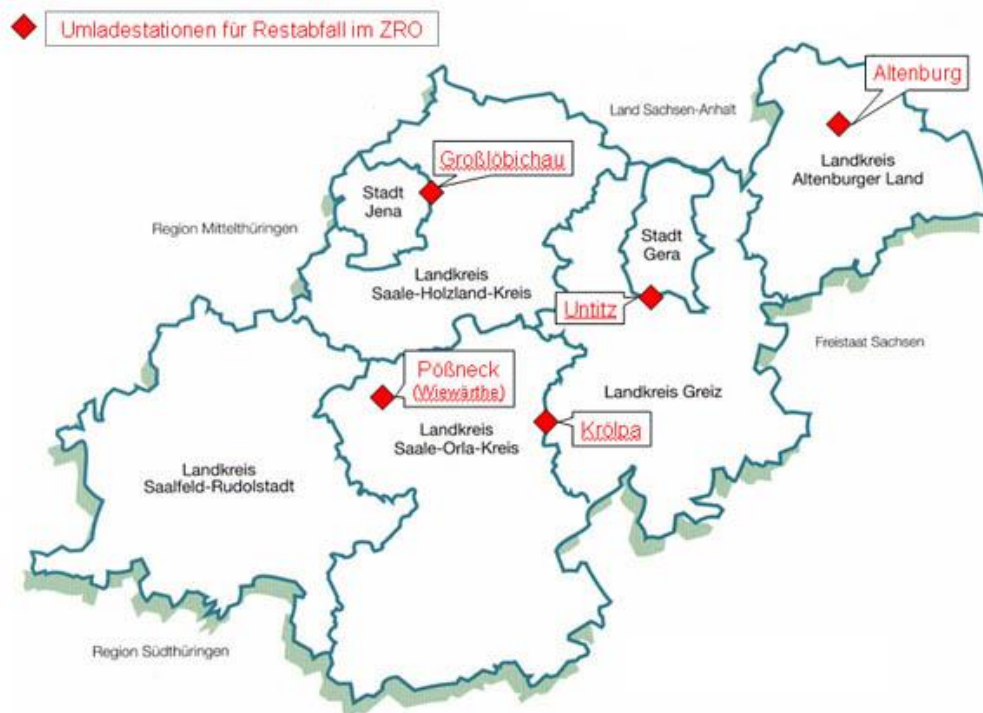 Umladestationen für Restabfall im ZRO
Altenburg
Land Sachsen-Anhalt
Großlöbichau
Landkreis
Altenburger Land
Stadt
Jena
Region Mittelthüringen
Stadt
Gera
Landkreis
Saale-Holzland-Kreis
Untitz
Freistaat Sachsen
Pößneck
(Wiewärthe)
Landkreis Greiz
Landkreis
Saale-Orla-Kreis
Krölpa
Landkreis
Saalfeld-Rudolstadt
Region Südthüringen